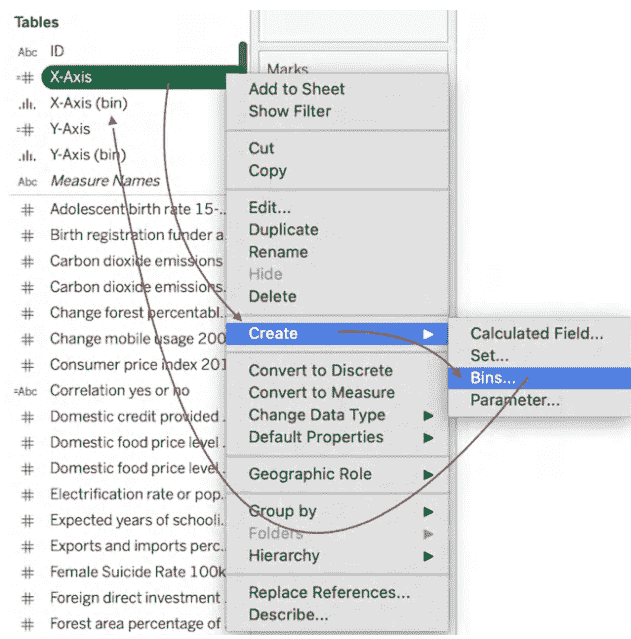 Tables
Abc ID
=# X-Axis
X-Axis (bin)
=# Y-Axis
Y-Axis (bin)
Abc Measure Names
# Adolescent birth rate 15-...
# Birth registration funder a...
# Carbon dioxide emissions
# Carbon dioxide emissions...
# Change forest percentabl...
# Change mobile usage 200
# Consumer price index 201
=Abc Correlation yes or no
# Domestic credit provided
# Domestic food price level
# Domestic food price level
# Electrification rate or pop...
# Expected years of schooli...
# Exports and imports perc...
# Female Suicide Rate 100k
# Foreign direct investment
# Forest area percentage of
Marks
Add to Sheet
Show Filter
Cut
Copy
Edit...
Duplicate
Rename
Hide
Delete
Create
Convert to Discrete
Convert to Measure
Change Data Type
Default Properties
Geographic Role
Group by
Folders
Hierarchy
Replace References...
Describe...
Calculated Field...
Set...
Bins...
Parameter...